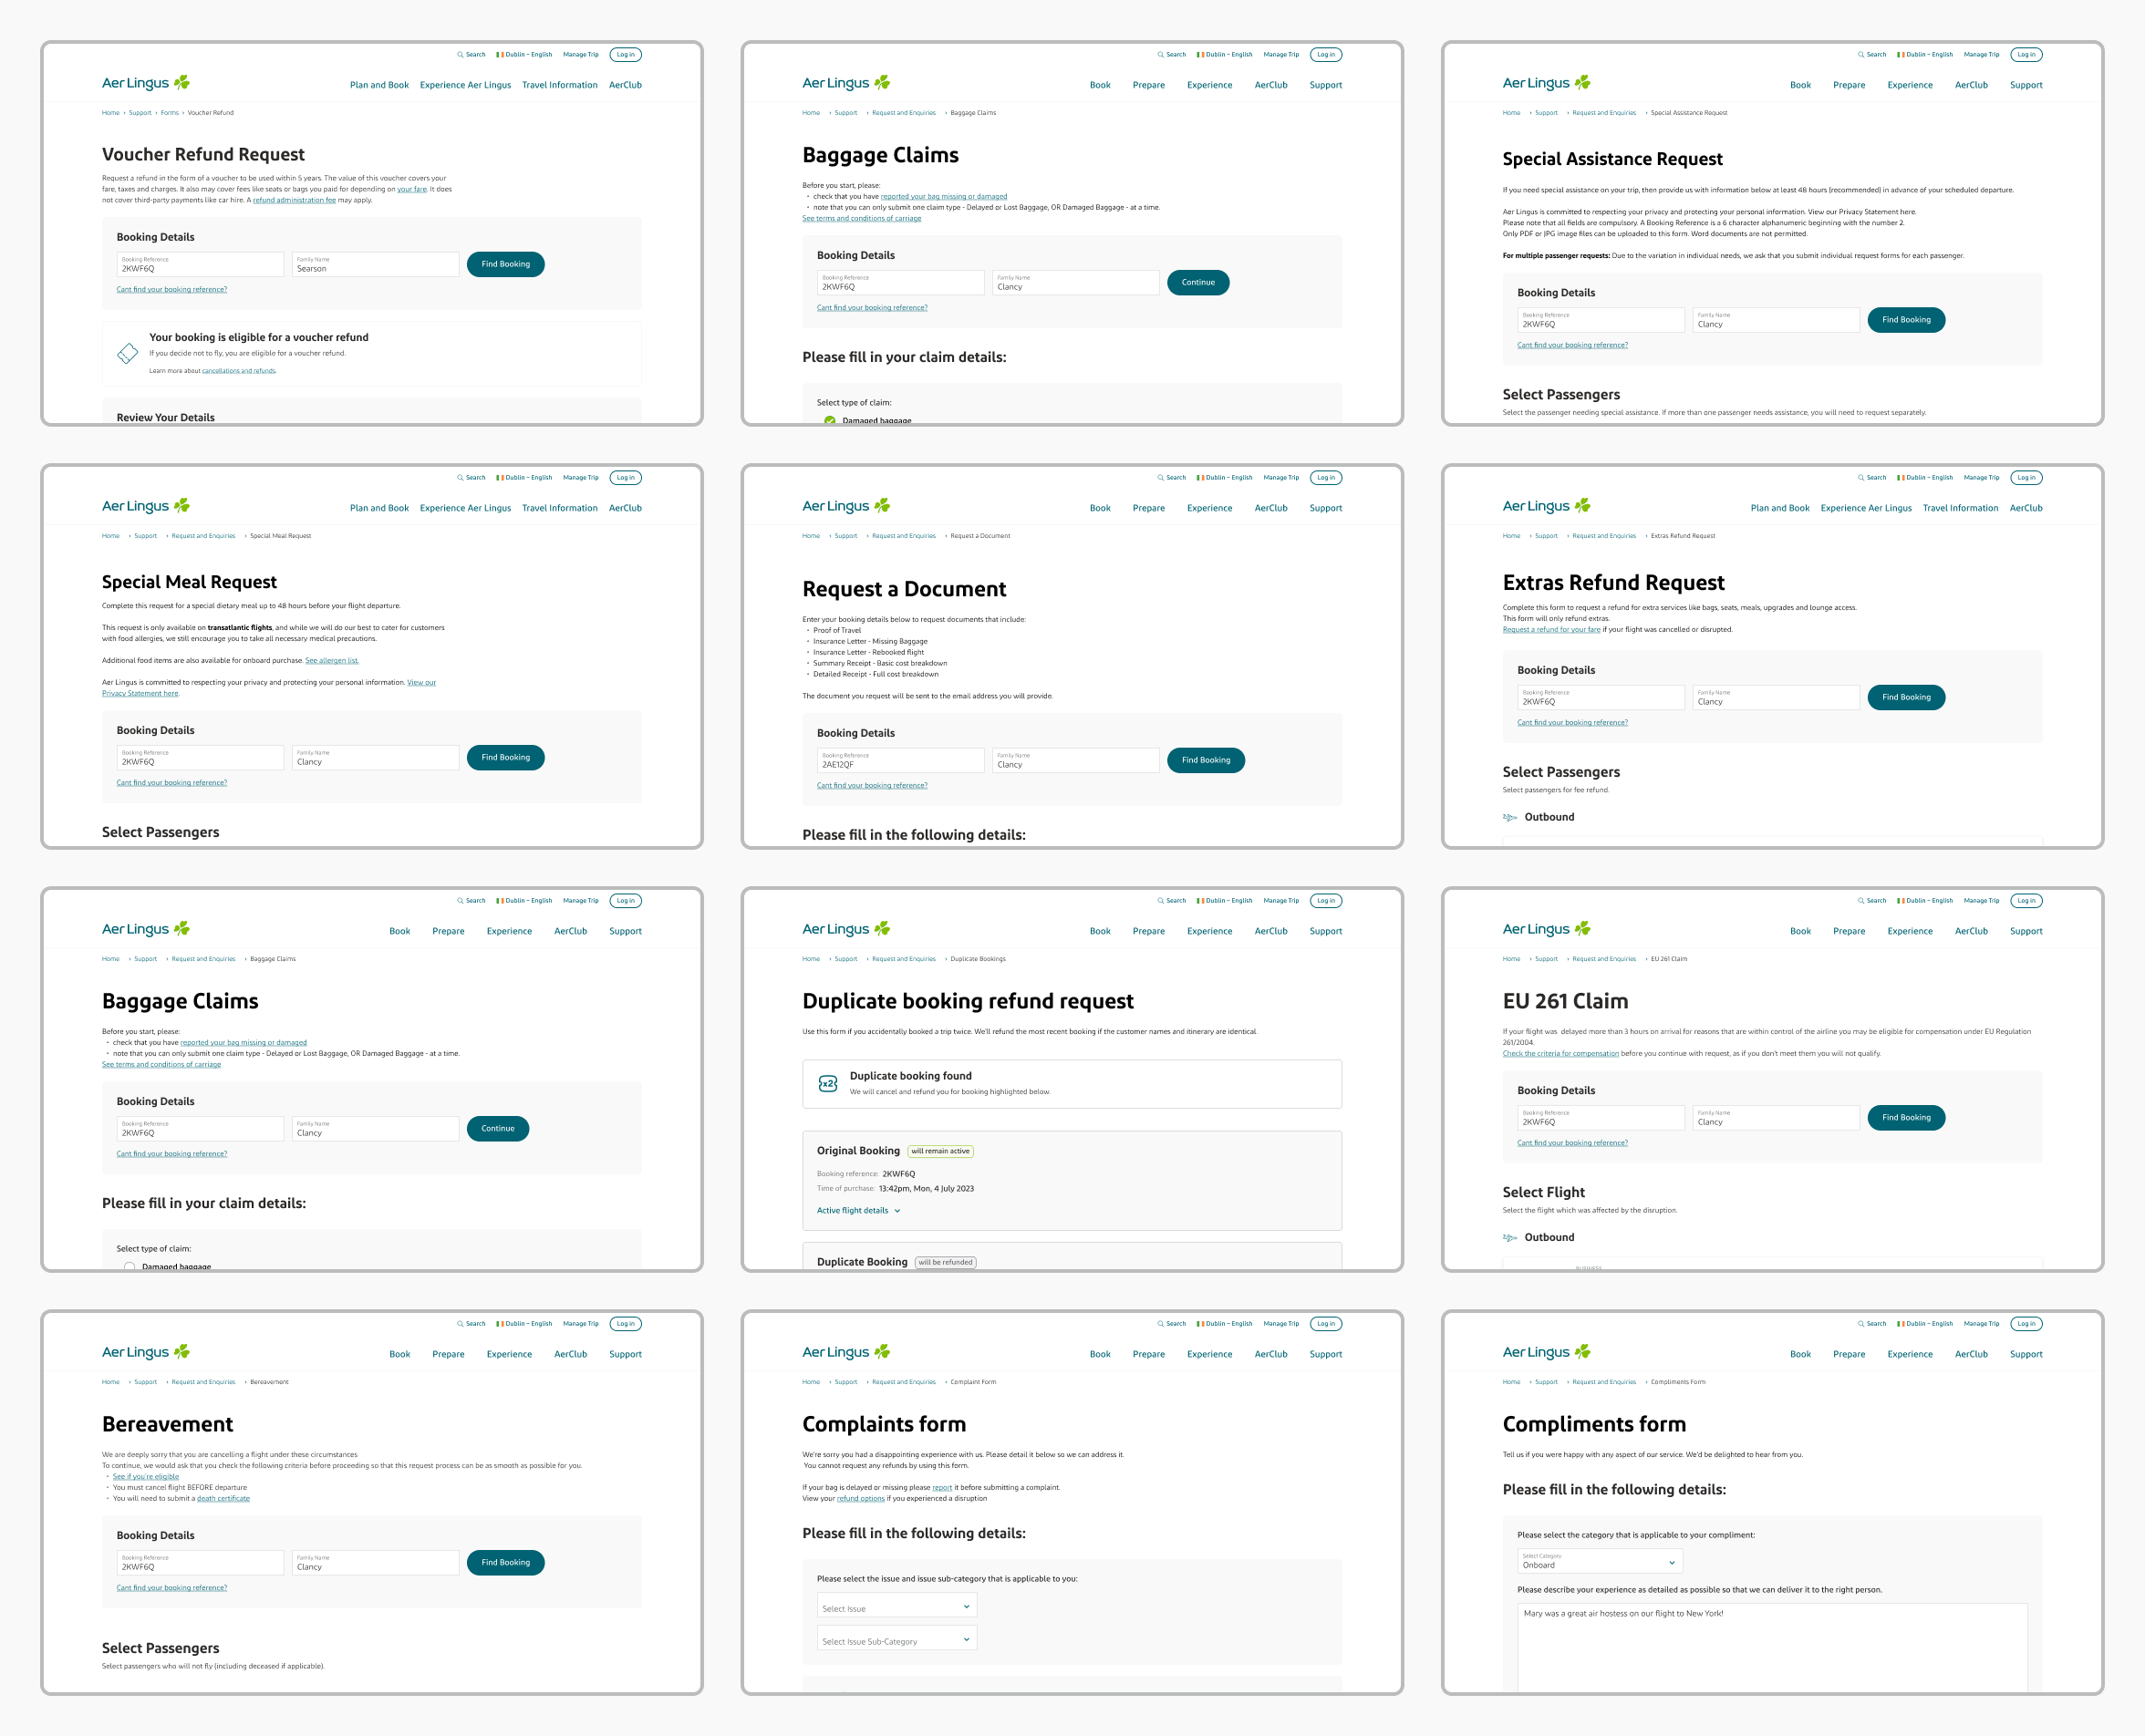 Search Dublin – English Manage Trip Log in
Aer Lingus
Plan and Book Experience Aer Lingus Travel Information AerClub
Home › Support › Forms › Voucher Refund
Voucher Refund Request
Request a refund in the form of a voucher to be used within 5 years. The value of this voucher covers your
fare, taxes and charges. It also may cover fees like seats or bags you paid for depending on your fare. It does
not cover third-party payments like car hire. A refund administration fee may apply.
Booking Details
Booking Reference
2KWF6Q
Family Name
Searson
Find Booking
Cant find your booking reference?
Your booking is eligible for a voucher refund
If you decide not to fly, you are eligible for a voucher refund.
Learn more about cancellations and refunds.
Review Your Details
Search Dublin – English Manage Trip Log in
Aer Lingus
Book Prepare Experience AerClub Support
Home › Support › Request and Enquiries › Baggage Claims
Baggage Claims
Before you start, please:
• check that you have reported your bag missing or damaged
• note that you can only submit one claim type - Delayed or Lost Baggage, OR Damaged Baggage - at a time.
See terms and conditions of carriage
Booking Details
Booking Reference
2KWF6Q
Family Name
Clancy
Continue
Cant find your booking reference?
Please fill in your claim details:
Select type of claim:
Damaged baggage
Search Dublin – English Manage Trip Log in
Aer Lingus
Book Prepare Experience AerClub Support
Home › Support › Request and Enquiries › Special Assistance Request
Special Assistance Request
If you need special assistance on your trip, then provide us with information below at least 48 hours (recommended) in advance of your scheduled departure.
Aer Lingus is committed to respecting your privacy and protecting your personal information. View our Privacy Statement here.
Please note that all fields are compulsory. A Booking Reference is a 6 character alphanumeric beginning with the number 2.
Only PDF or JPG image files can be uploaded to this form. Word documents are not permitted.
For multiple passenger requests: Due to the variation in individual needs, we ask that you submit individual request forms for each passenger.
Booking Details
Booking Reference
2KWF6Q
Family Name
Clancy
Find Booking
Cant find your booking reference?
Select Passengers
Select the passenger needing special assistance. If more than one passenger needs assistance, you will need to request separately.
Search Dublin – English Manage Trip Log in
Aer Lingus
Plan and Book Experience Aer Lingus Travel Information AerClub
Home › Support › Request and Enquiries › Special Meal Request
Special Meal Request
Complete this request for a special dietary meal up to 48 hours before your flight departure.
This request is only available on transatlantic flights, and while we will do our best to cater for customers
with food allergies, we still encourage you to take all necessary medical precautions.
Additional food items are also available for onboard purchase. See allergen list.
Aer Lingus is committed to respecting your privacy and protecting your personal information. View our
Privacy Statement here.
Booking Details
Booking Reference
2KWF6Q
Family Name
Clancy
Find Booking
Cant find your booking reference?
Select Passengers
Search Dublin – English Manage Trip Log in
Aer Lingus
Book Prepare Experience AerClub Support
Home › Support › Request and Enquiries › Request a Document
Request a Document
Enter your booking details below to request documents that include:
• Proof of Travel
• Insurance Letter - Missing Baggage
• Insurance Letter - Rebooked flight
• Summary Receipt - Basic cost breakdown
• Detailed Receipt - Full cost breakdown
The document you request will be sent to the email address you will provide.
Booking Details
Booking Reference
2AE12QF
Family Name
Clancy
Find Booking
Cant find your booking reference?
Please fill in the following details:
Search Dublin – English Manage Trip Log in
Aer Lingus
Plan and Book Experience Aer Lingus Travel Information AerClub
Home › Support › Request and Enquiries › Extras Refund Request
Extras Refund Request
Complete this form to request a refund for extra services like bags, seats, meals, upgrades and lounge access.
This form will only refund extras.
Request a refund for your fare if your flight was cancelled or disrupted.
Booking Details
Booking Reference
2KWF6Q
Family Name
Clancy
Find Booking
Cant find your booking reference?
Select Passengers
Select passengers for fee refund.
Outbound
Search Dublin – English Manage Trip Log in
Aer Lingus
Book Prepare Experience AerClub Support
Home › Support › Request and Enquiries › Baggage Claims
Baggage Claims
Before you start, please:
• check that you have reported your bag missing or damaged
• note that you can only submit one claim type - Delayed or Lost Baggage, OR Damaged Baggage - at a time.
See terms and conditions of carriage
Booking Details
Booking Reference
2KWF6Q
Family Name
Clancy
Continue
Cant find your booking reference?
Please fill in your claim details:
Select type of claim:
Damaged baggage
Search Dublin – English Manage Trip Log in
Aer Lingus
Book Prepare Experience AerClub Support
Home › Support › Request and Enquiries › Duplicate Bookings
Duplicate booking refund request
Use this form if you accidentally booked a trip twice. We'll refund the most recent booking if the customer names and itinerary are identical.
x2
Duplicate booking found
We will cancel and refund you for booking highlighted below.
Original Booking will remain active
Booking reference: 2KWF6Q
Time of purchase: 13:42pm, Mon, 4 July 2023
Active flight details
Duplicate Booking will be refunded
Search Dublin – English Manage Trip Log in
Aer Lingus
Book Prepare Experience AerClub Support
Home › Support › Request and Enquiries › EU 261 Claim
EU 261 Claim
If your flight was delayed more than 3 hours on arrival for reasons that are within control of the airline you may be eligible for compensation under EU Regulation
261/2004.
Check the criteria for compensation before you continue with request, as if you don't meet them you will not qualify.
Booking Details
Booking Reference
2KWF6Q
Family Name
Clancy
Find Booking
Cant find your booking reference?
Select Flight
Select the flight which was affected by the disruption.
Outbound
BUSINESS
Search Dublin – English Manage Trip Log in
Aer Lingus
Book Prepare Experience AerClub Support
Home › Support › Request and Enquiries › Bereavement
Bereavement
We are deeply sorry that you are cancelling a flight under these circumstances
To continue, we would ask that you check the following criteria before proceeding so that this request process can be as smooth as possible for you.
• See if you're eligible
• You must cancel flight BEFORE departure
• You will need to submit a death certificate
Booking Details
Booking Reference
2KWF6Q
Family Name
Clancy
Find Booking
Cant find your booking reference?
Select Passengers
Select passengers who will not fly (including deceased if applicable).
Search Dublin – English Manage Trip Log in
Aer Lingus
Book Prepare Experience AerClub Support
Home › Support › Request and Enquiries › Complaint Form
Complaints form
We're sorry you had a disappointing experience with us. Please detail it below so we can address it.
You cannot request any refunds by using this form.
If your bag is delayed or missing please report it before submitting a complaint.
View your refund options if you experienced a disruption
Please fill in the following details:
Please select the issue and issue sub-category that is applicable to you:
Select Issue
Select Issue Sub-Category
Search Dublin – English Manage Trip Log in
Aer Lingus
Book Prepare Experience AerClub Support
Home › Support › Request and Enquiries › Compliments Form
Compliments form
Tell us if you were happy with any aspect of our service. We'd be delighted to hear from you.
Please fill in the following details:
Please select the category that is applicable to your compliment:
Select Category
Onboard
Please describe your experience as detailed as possible so that we can deliver it to the right person.
Mary was a great air hostess on our flight to New York!